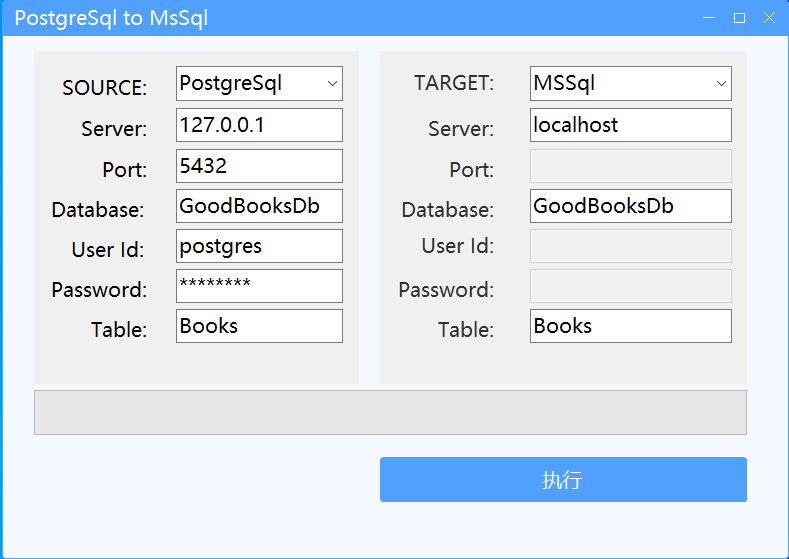 PostgreSql to MsSql
SOURCE: PostgreSql
Server: 127.0.0.1
Port: 5432
Database: GoodBooksDb
User Id: postgres
Password: ********
Table: Books
TARGET: MSSql
Server: localhost
Port:
Database: GoodBooksDb
User Id:
Password:
Table: Books
执行